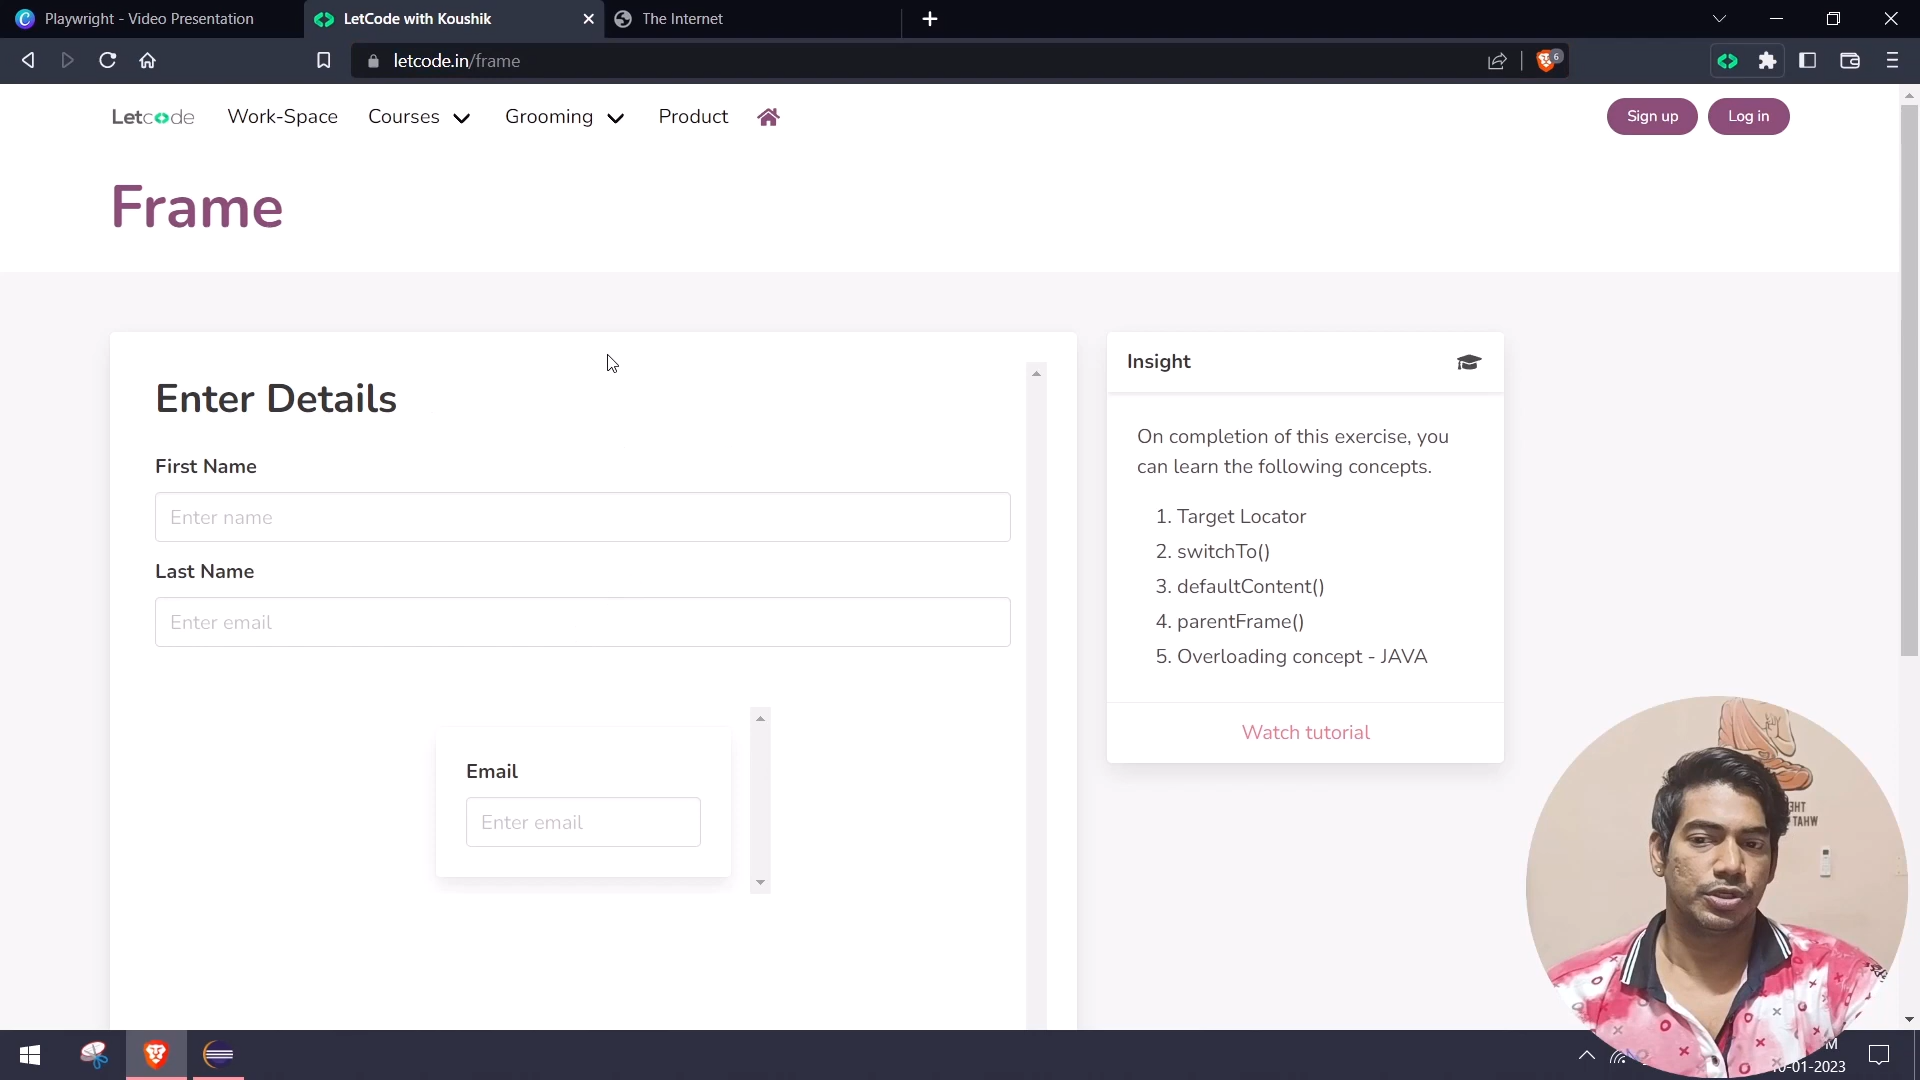 Playwright - Video Presentation
LetCode with Koushik
The Internet
letcode.in/frame
6
Letcode
Work-Space
Courses
Grooming
Product
Sign up
Log in
Frame
Enter Details
First Name
Enter name
Last Name
Enter email
Email
Enter email
Insight
On completion of this exercise, you
can learn the following concepts.
1. Target Locator
2. switchTo()
3. defaultContent()
4. parentFrame()
5. Overloading concept - JAVA
Watch tutorial
WHAT